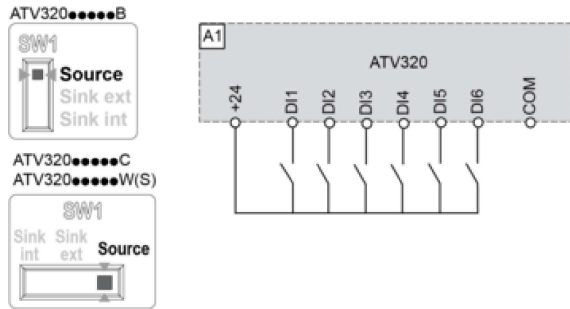 ATV320●●●●●B
SW1
Source
Sink ext
Sink int
ATV320●●●●●C
ATV320●●●●●W(S)
SW1
Sink int
Sink ext
Source
A1
ATV320
+24
DI1
DI2
DI3
DI4
DI5
DI6
COM